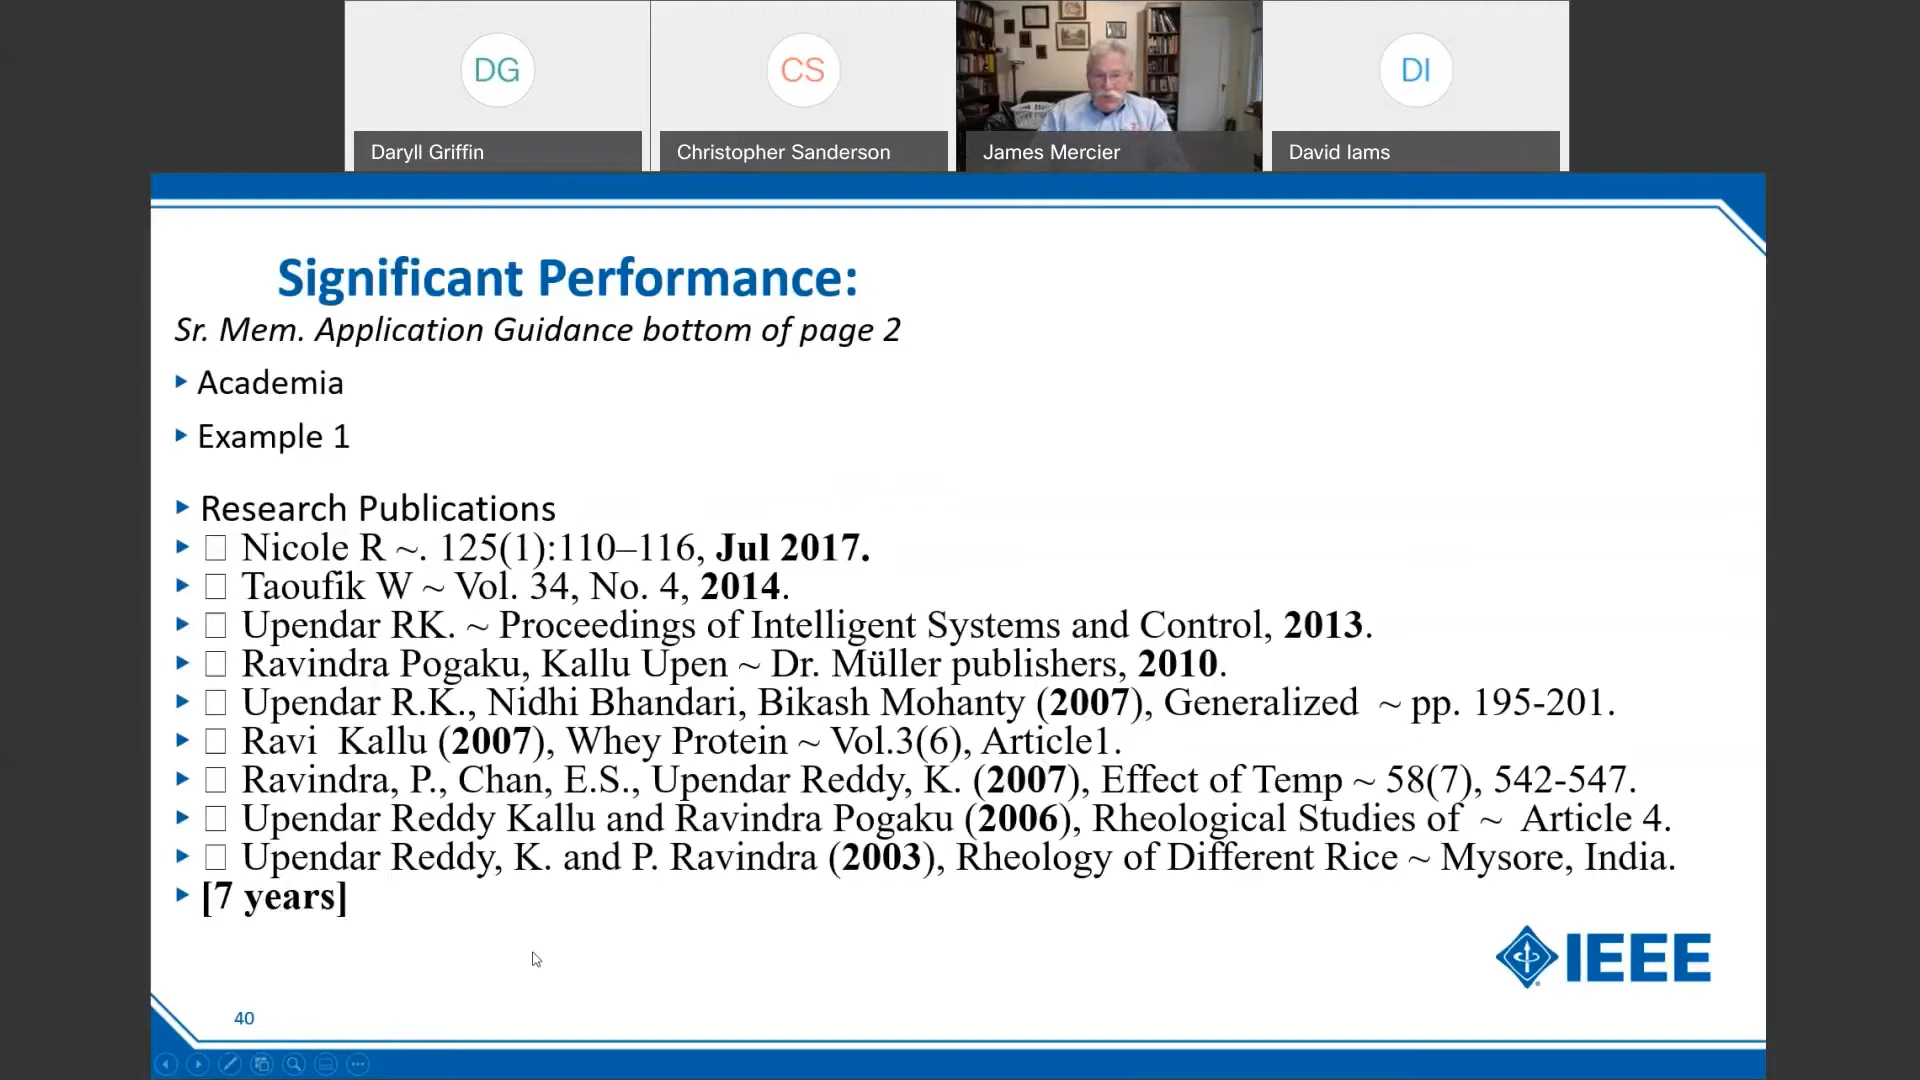 DG
CS
DI
Daryll Griffin
Christopher Sanderson
James Mercier
David Iams
Significant Performance:
Sr. Mem. Application Guidance bottom of page 2
Academia
Example 1
Research Publications
Nicole R ~. 125(1):110–116, Jul 2017.
Taoufik W ~ Vol. 34, No. 4, 2014.
Upendar RK. ~ Proceedings of Intelligent Systems and Control, 2013.
Ravindra Pogaku, Kallu Upen ~ Dr. Müller publishers, 2010.
Upendar R.K., Nidhi Bhandari, Bikash Mohanty (2007), Generalized ~ pp. 195-201.
Ravi Kallu (2007), Whey Protein ~ Vol.3(6), Article1.
Ravindra, P., Chan, E.S., Upendar Reddy, K. (2007), Effect of Temp ~ 58(7), 542-547.
Upendar Reddy Kallu and Ravindra Pogaku (2006), Rheological Studies of ~ Article 4.
Upendar Reddy, K. and P. Ravindra (2003), Rheology of Different Rice ~ Mysore, India.
[7 years]
IEEE
40